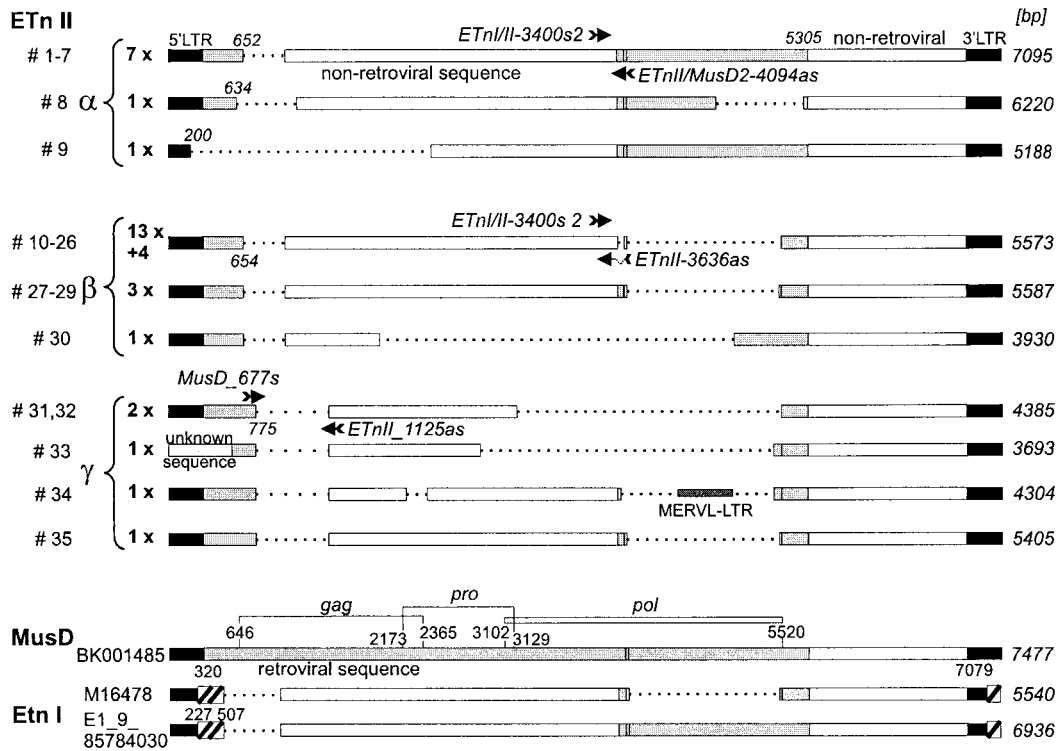 ETn II
[bp]
5'LTR 652 ETnI/II-3400s2 5305 non-retroviral 3'LTR
# 1-7 7 x 7095
non-retroviral sequence ETnII/MusD2-4094as
634
# 8 α 1 x 6220
200
# 9 1 x 5188
ETnI/II-3400s 2
# 10-26 13 x +4 5573
654 ETnII-3636as
# 27-29 β 3 x 5587
# 30 1 x 3930
MusD_677s
# 31,32 2 x 4385
775 ETnII_1125as
# 33 1 x unknown sequence 3693
γ
# 34 1 x 4304
MERVL-LTR
# 35 1 x 5405
gag pro pol
MusD 646 2173 2365 3102 3129 5520
BK001485 7477
320 retroviral sequence 7079
M16478 5540
Etn I 227 507
E1_9_85784030 6936